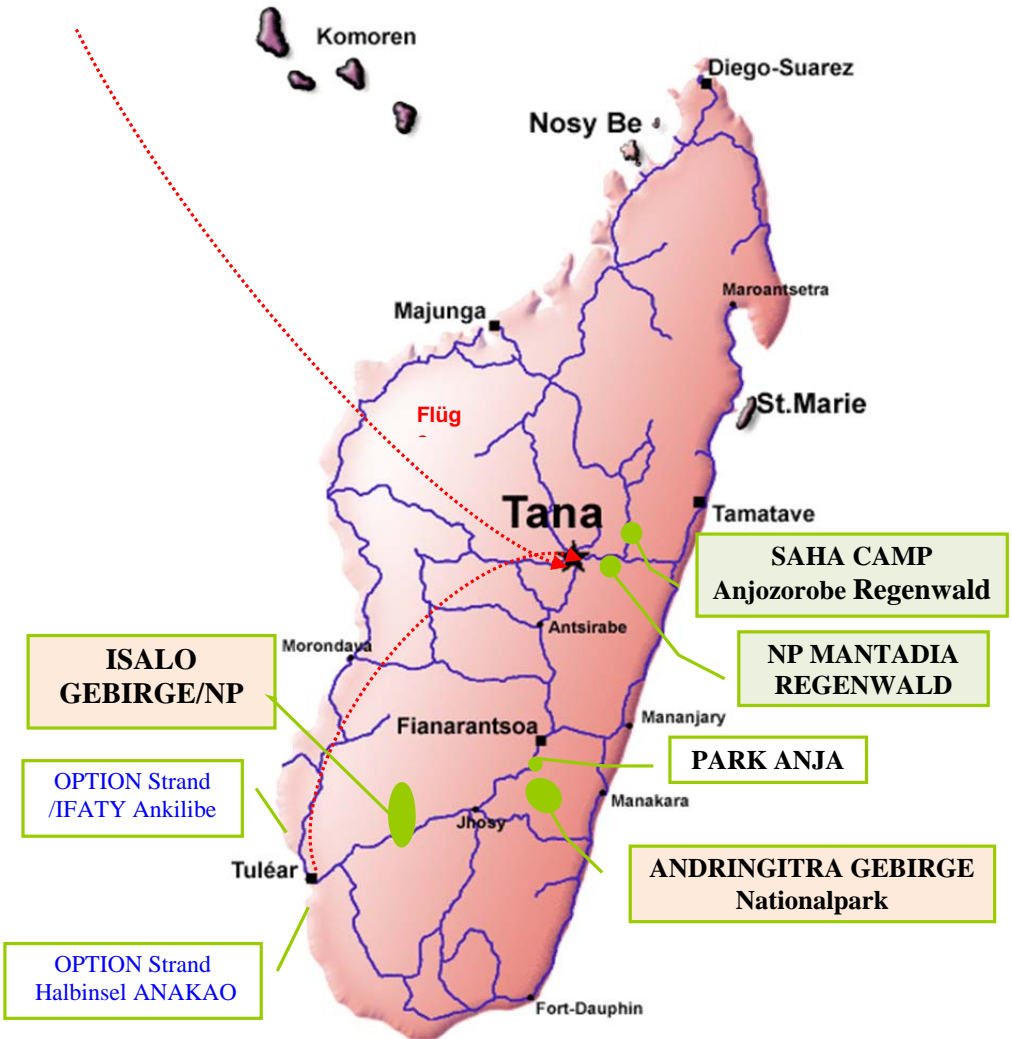 Komoren
Diego-Suarez
Nosy Be
Maroantsetra
Majunga
St.Marie
Flüg
Tana
Tamatave
SAHA CAMP
Anjozorobe Regenwald
Antsirabe
NP MANTADIA
REGENWALD
Morondava
ISALO
GEBIRGE/NP
Mananjary
Fianarantsoa
PARK ANJA
OPTION Strand
/IFATY Ankilibe
Manakara
Jhosy
ANDRINGITRA GEBIRGE
Nationalpark
Tuléar
OPTION Strand
Halbinsel ANAKAO
Fort-Dauphin